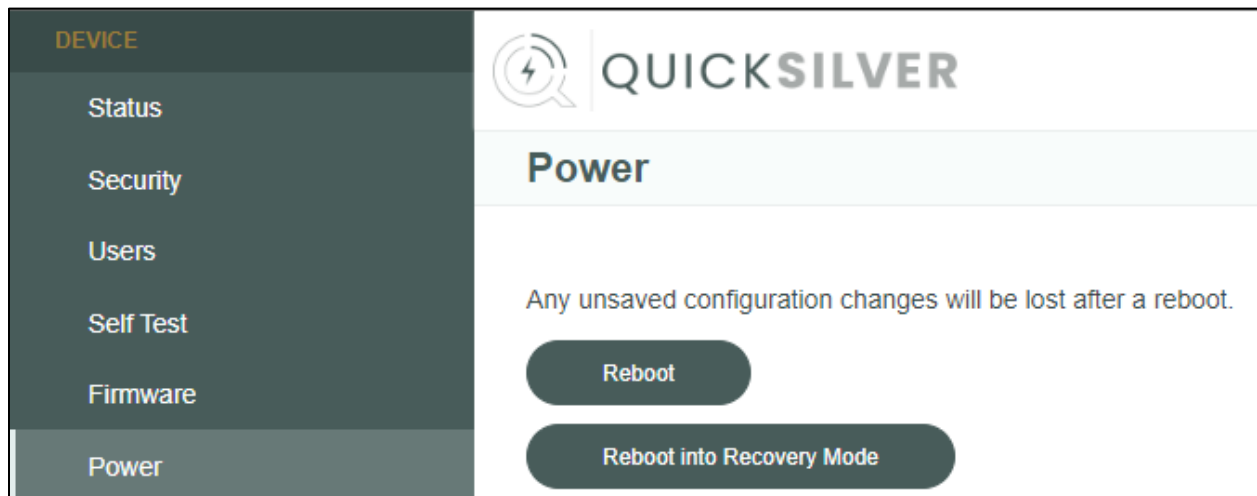 DEVICE
Status
Security
Users
Self Test
Firmware
Power
QUICKSILVER
Power
Any unsaved configuration changes will be lost after a reboot.
Reboot
Reboot into Recovery Mode